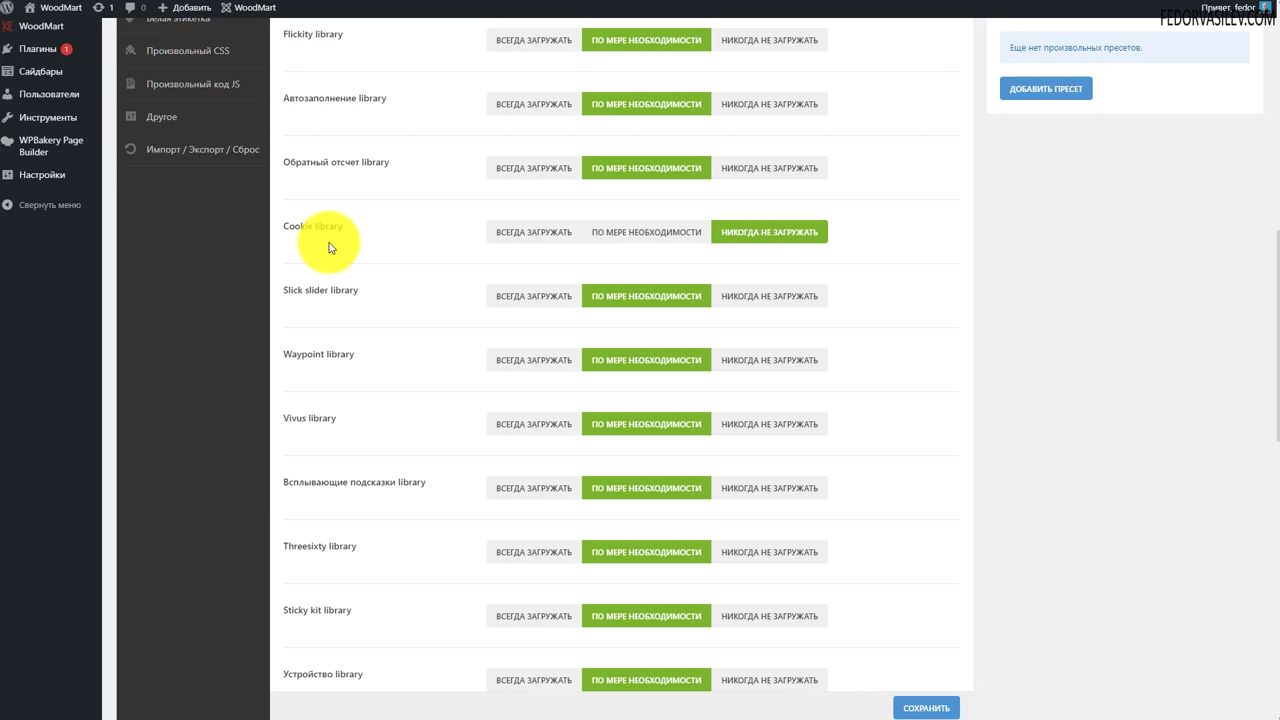 WoodMart
1
0
Добавить
WoodMart
Привет, fedor
FEDORVASILEV.COM
WoodMart
Плагины 1
Сайдбары
Пользователи
Инструменты
WPBakery Page
Builder
Настройки
Свернуть меню
Белая этикетка
Произвольный CSS
Произвольный код JS
Другое
Импорт / Экспорт / Сброс
Flickity library
ВСЕГДА ЗАГРУЖАТЬ ПО МЕРЕ НЕОБХОДИМОСТИ НИКОГДА НЕ ЗАГРУЖАТЬ
Автозаполнение library
ВСЕГДА ЗАГРУЖАТЬ ПО МЕРЕ НЕОБХОДИМОСТИ НИКОГДА НЕ ЗАГРУЖАТЬ
Обратный отсчет library
ВСЕГДА ЗАГРУЖАТЬ ПО МЕРЕ НЕОБХОДИМОСТИ НИКОГДА НЕ ЗАГРУЖАТЬ
Cookie library
ВСЕГДА ЗАГРУЖАТЬ ПО МЕРЕ НЕОБХОДИМОСТИ НИКОГДА НЕ ЗАГРУЖАТЬ
Slick slider library
ВСЕГДА ЗАГРУЖАТЬ ПО МЕРЕ НЕОБХОДИМОСТИ НИКОГДА НЕ ЗАГРУЖАТЬ
Waypoint library
ВСЕГДА ЗАГРУЖАТЬ ПО МЕРЕ НЕОБХОДИМОСТИ НИКОГДА НЕ ЗАГРУЖАТЬ
Vivus library
ВСЕГДА ЗАГРУЖАТЬ ПО МЕРЕ НЕОБХОДИМОСТИ НИКОГДА НЕ ЗАГРУЖАТЬ
Всплывающие подсказки library
ВСЕГДА ЗАГРУЖАТЬ ПО МЕРЕ НЕОБХОДИМОСТИ НИКОГДА НЕ ЗАГРУЖАТЬ
Threesixty library
ВСЕГДА ЗАГРУЖАТЬ ПО МЕРЕ НЕОБХОДИМОСТИ НИКОГДА НЕ ЗАГРУЖАТЬ
Sticky kit library
ВСЕГДА ЗАГРУЖАТЬ ПО МЕРЕ НЕОБХОДИМОСТИ НИКОГДА НЕ ЗАГРУЖАТЬ
Устройство library
ВСЕГДА ЗАГРУЖАТЬ ПО МЕРЕ НЕОБХОДИМОСТИ НИКОГДА НЕ ЗАГРУЖАТЬ
СОХРАНИТЬ
Еще нет произвольных пресетов.
ДОБАВИТЬ ПРЕСЕТ